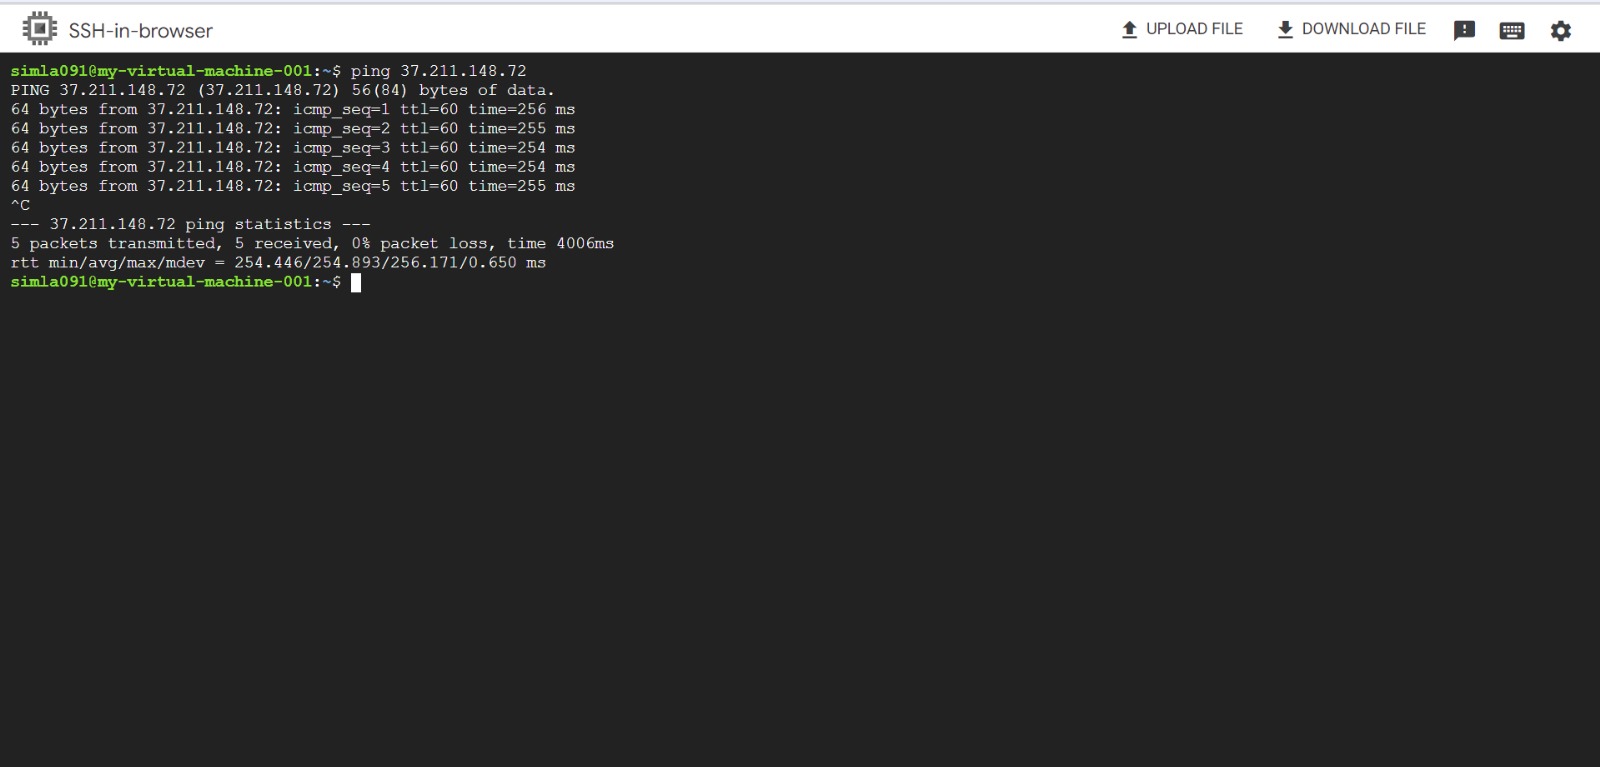 SSH-in-browser
UPLOAD FILE
DOWNLOAD FILE
simla091@my-virtual-machine-001:~$ ping 37.211.148.72
PING 37.211.148.72 (37.211.148.72) 56(84) bytes of data.
64 bytes from 37.211.148.72: icmp_seq=1 ttl=60 time=256 ms
64 bytes from 37.211.148.72: icmp_seq=2 ttl=60 time=255 ms
64 bytes from 37.211.148.72: icmp_seq=3 ttl=60 time=254 ms
64 bytes from 37.211.148.72: icmp_seq=4 ttl=60 time=254 ms
64 bytes from 37.211.148.72: icmp_seq=5 ttl=60 time=255 ms
^C
--- 37.211.148.72 ping statistics ---
5 packets transmitted, 5 received, 0% packet loss, time 4006ms
rtt min/avg/max/mdev = 254.446/254.893/256.171/0.650 ms
simla091@my-virtual-machine-001:~$